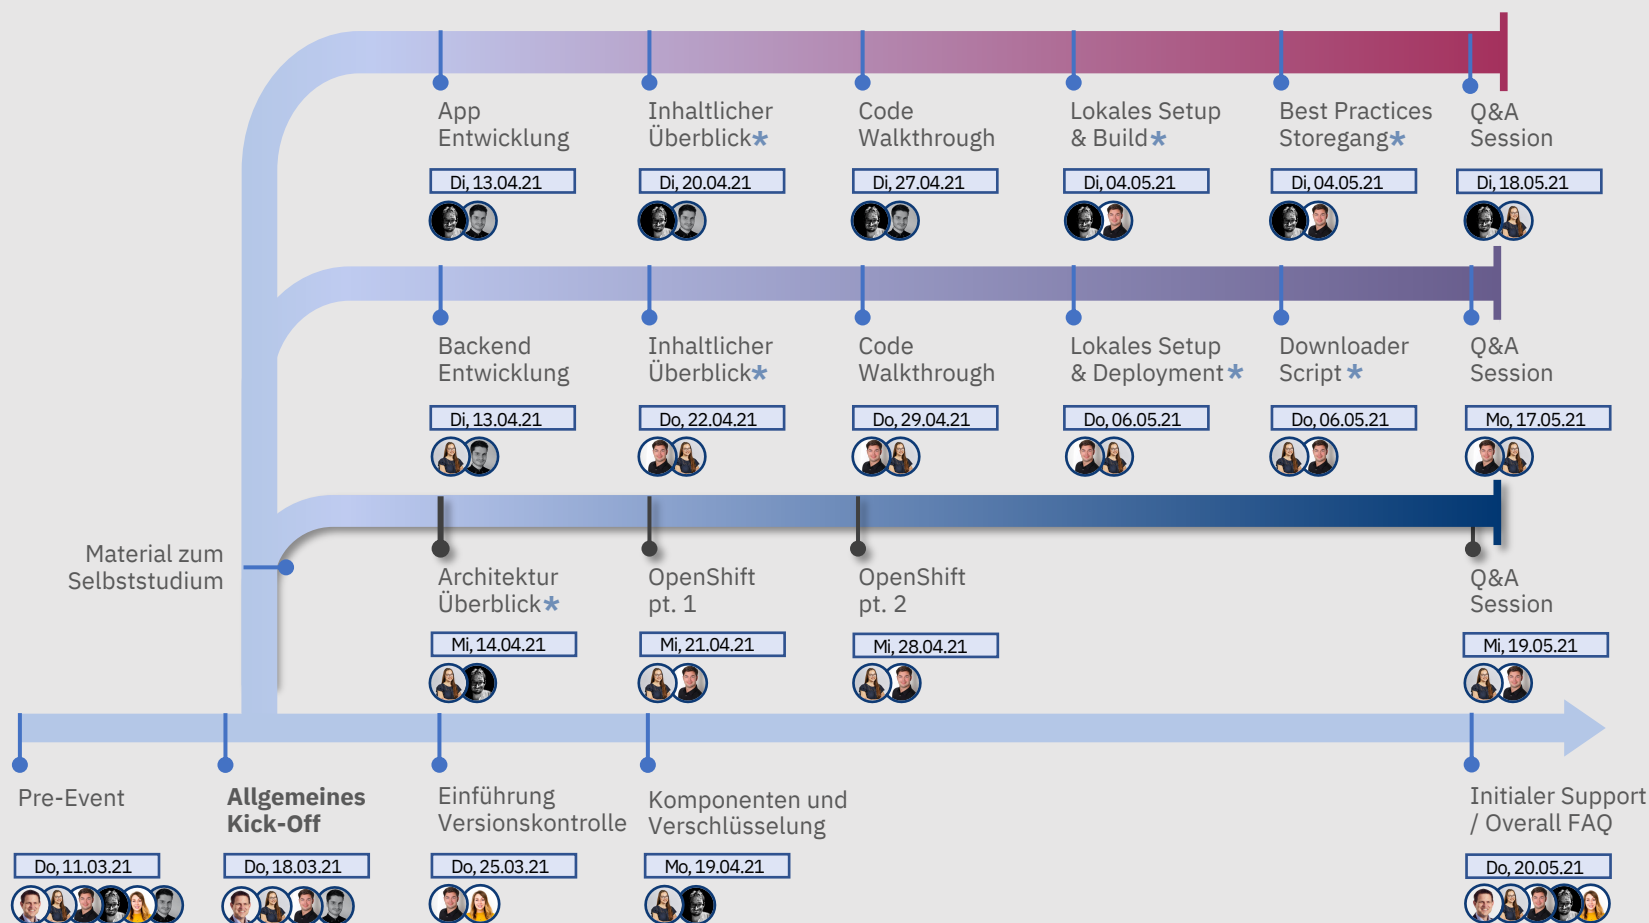 App
Entwicklung
Di, 13.04.21
Inhaltlicher
Überblick*
Di, 20.04.21
Code
Walkthrough
Di, 27.04.21
Lokales Setup
& Build*
Di, 04.05.21
Best Practices
Storegang*
Di, 04.05.21
Q&A
Session
Di, 18.05.21
Backend
Entwicklung
Di, 13.04.21
Inhaltlicher
Überblick*
Do, 22.04.21
Code
Walkthrough
Do, 29.04.21
Lokales Setup
& Deployment*
Do, 06.05.21
Downloader
Script*
Do, 06.05.21
Q&A
Session
Mo, 17.05.21
Material zum
Selbststudium
Architektur
Überblick*
Mi, 14.04.21
OpenShift
pt. 1
Mi, 21.04.21
OpenShift
pt. 2
Mi, 28.04.21
Q&A
Session
Mi, 19.05.21
Pre-Event
Do, 11.03.21
Allgemeines
Kick-Off
Do, 18.03.21
Einführung
Versionskontrolle
Do, 25.03.21
Komponenten und
Verschlüsselung
Mo, 19.04.21
Initialer Support
/ Overall FAQ
Do, 20.05.21